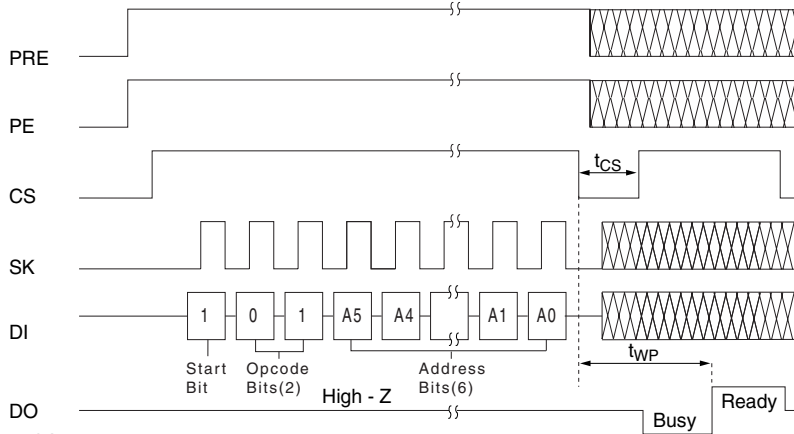 PRE
PE
CS
tCS
SK
DI
1 0 1 A5 A4 A1 A0
Start Bit
Opcode Bits(2)
Address Bits(6)
tWP
DO
High - Z
Busy
Ready